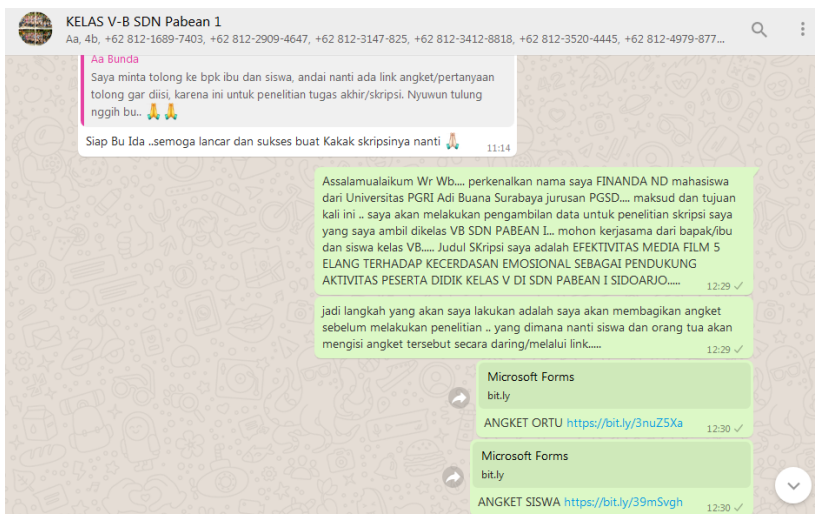 KELAS V-B SDN Pabean 1
Aa, 4b, +62 812-1689-7403, +62 812-2909-4647, +62 812-3147-825, +62 812-3412-8818, +62 812-3520-4445, +62 812-4979-877...
Aa Bunda
Saya minta tolong ke bpk ibu dan siswa, andai nanti ada link angket/pertanyaan
tolong gar diisi, karena ini untuk penelitian tugas akhir/skripsi. Nyuwun tulung
nggih bu.. 🙏🙏
Siap Bu Ida ..semoga lancar dan sukses buat Kakak skripsinya nanti 🙏🏻
11:14
Assalamualaikum Wr Wb.... perkenalkan nama saya FINANDA ND mahasiswa
dari Universitas PGRI Adi Buana Surabaya jurusan PGSD.... maksud dan tujuan
kali ini .. saya akan melakukan pengambilan data untuk penelitian skripsi saya
yang saya ambil dikelas VB SDN PABEAN I... mohon kerjasama dari bapak/ibu
dan siswa kelas VB..... Judul SKripsi saya adalah EFEKTIVITAS MEDIA FILM 5
ELANG TERHADAP KECERDASAN EMOSIONAL SEBAGAI PENDUKUNG
AKTIVITAS PESERTA DIDIK KELAS V DI SDN PABEAN I SIDOARJO.....
12:29
jadi langkah yang akan saya lakukan adalah saya akan membagikan angket
sebelum melakukan penelitian .. yang dimana nanti siswa dan orang tua akan
mengisi angket tersebut secara daring/melalui link.....
12:29
Microsoft Forms
bit.ly
ANGKET ORTU https://bit.ly/3nuZ5Xa
12:30
Microsoft Forms
bit.ly
ANGKET SISWA https://bit.ly/39mSvgh
12:30